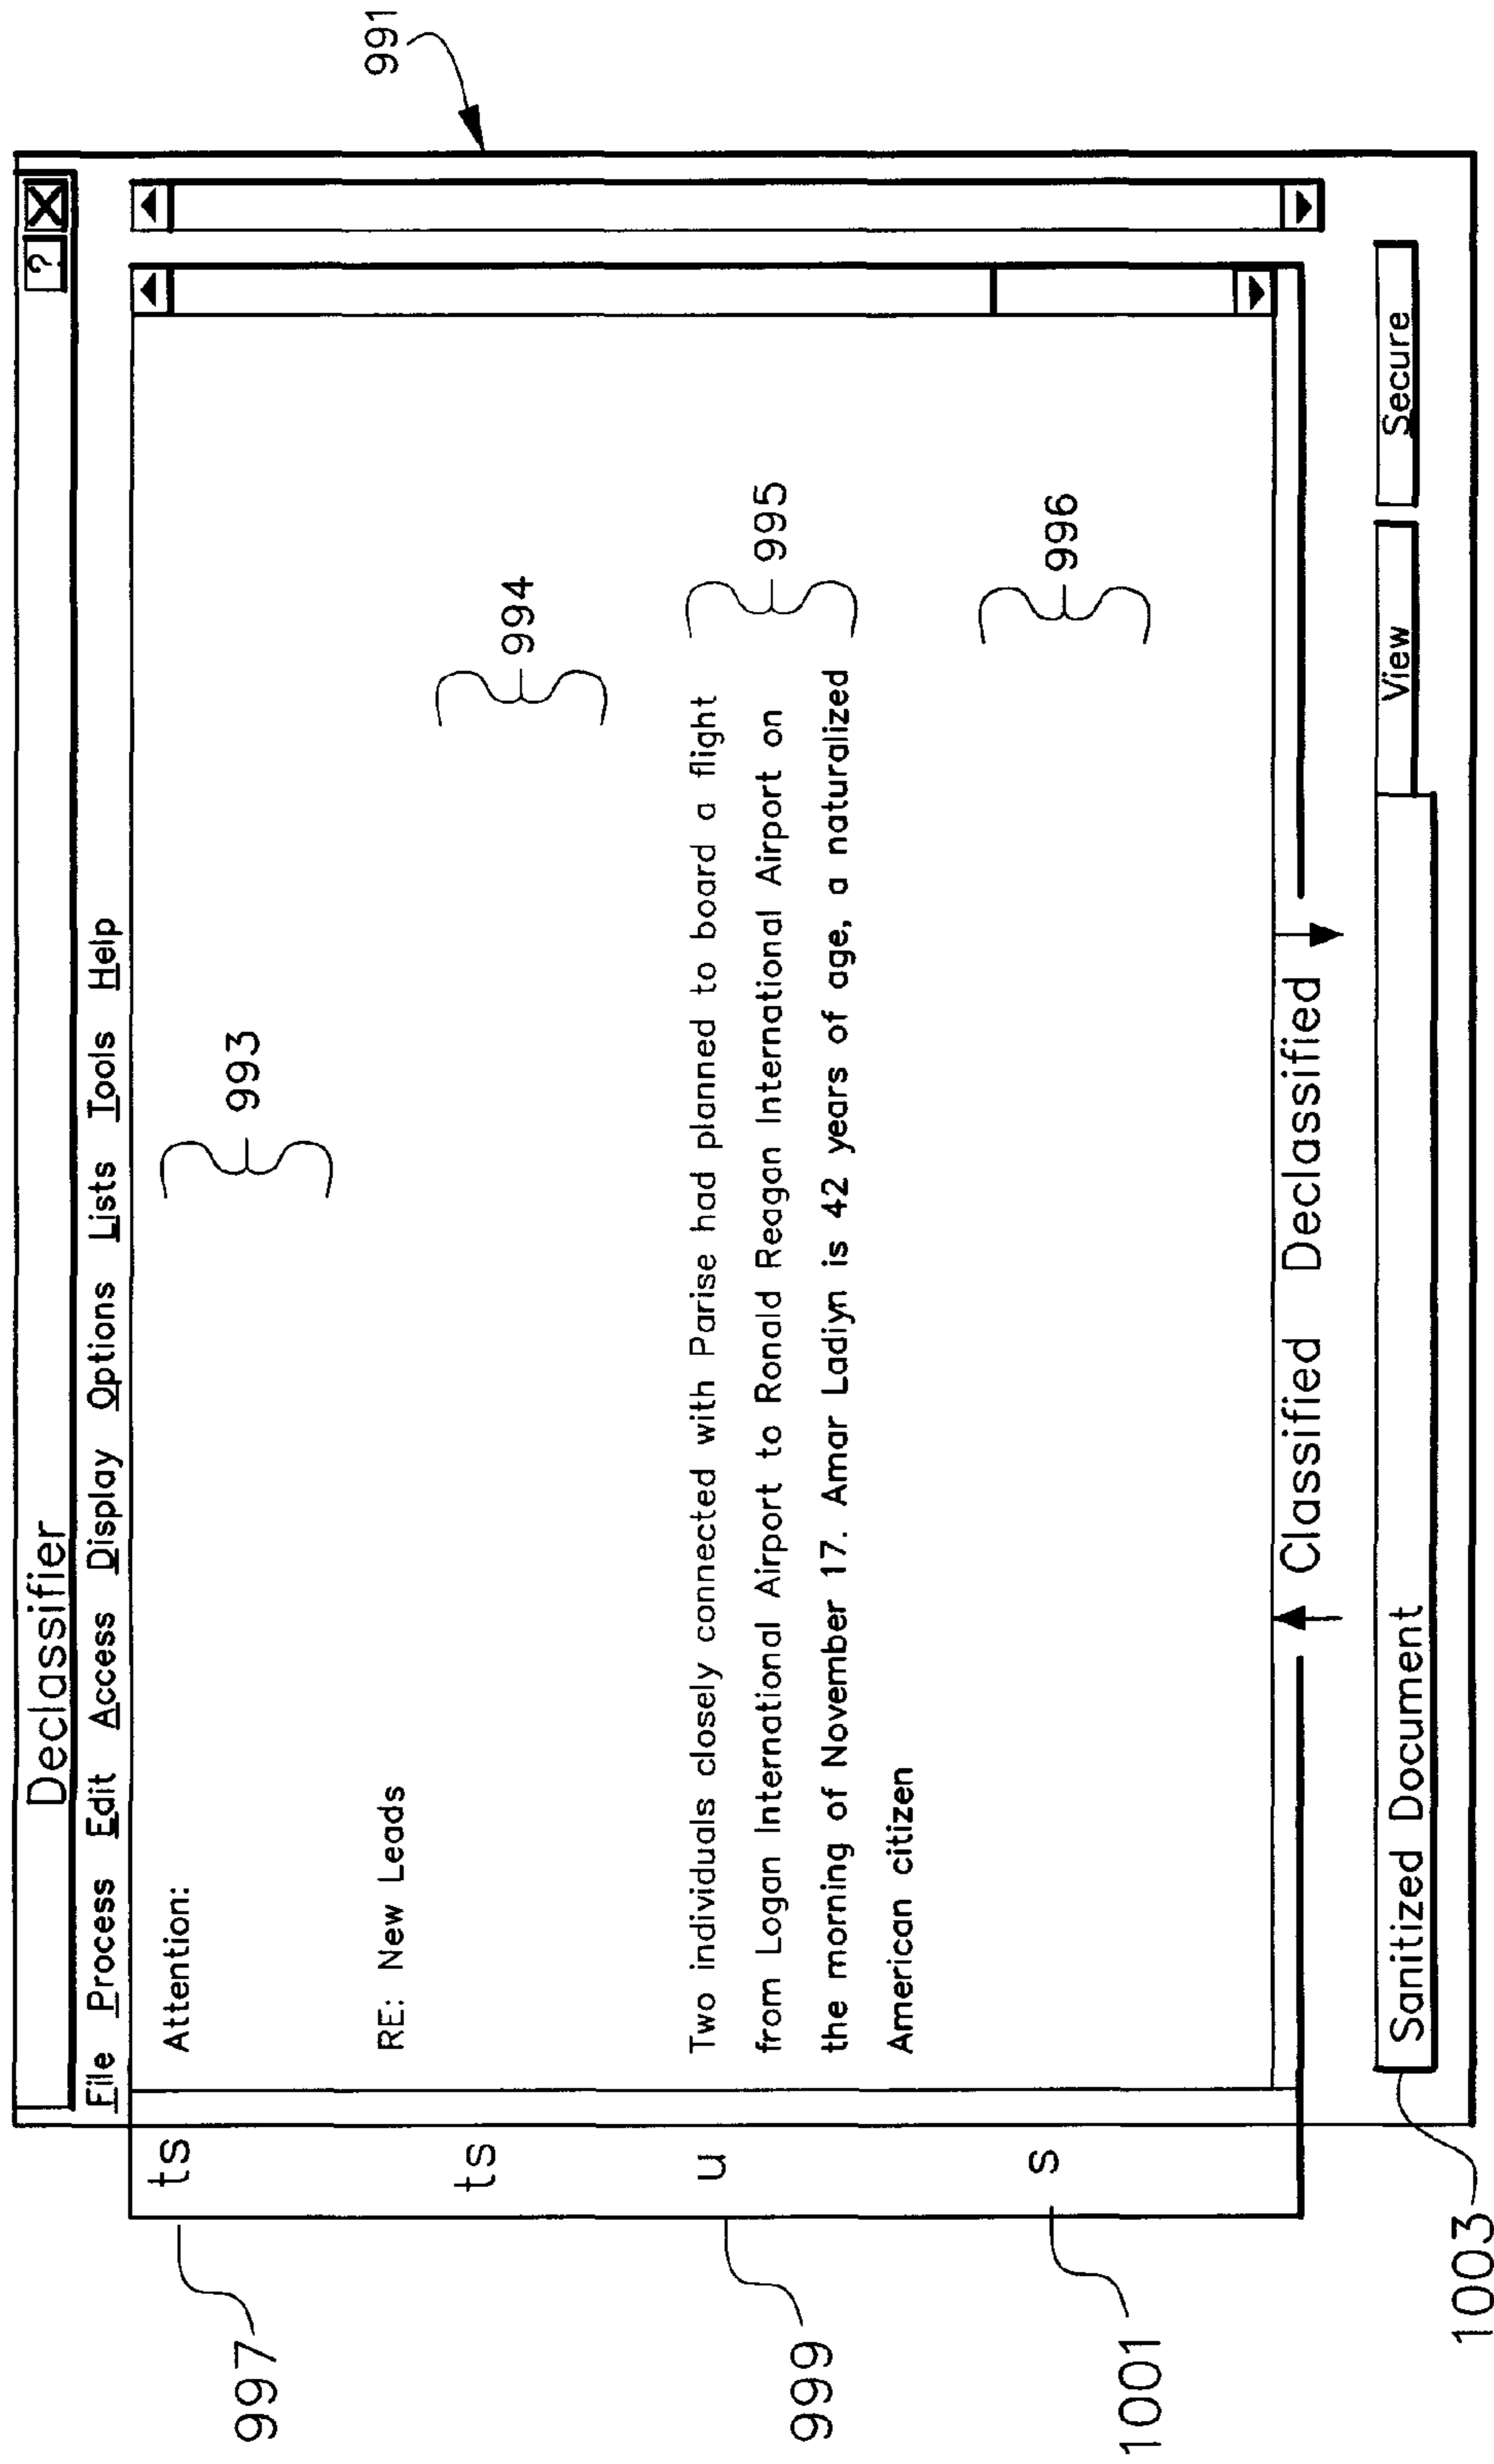 Declassifier ? X
File Process Edit Access Display Options Lists Tools Help
991
997 ts Attention: 993
RE: New Leads
ts 994
999 u Two individuals closely connected with Parise had planned to board a flight
from Logan International Airport to Ronald Reagan International Airport on 995
the morning of November 17. Amar Ladiyn is 42 years of age, a naturalized
American citizen
1001 s 996
Classified Declassified
1003 Sanitized Document View Secure